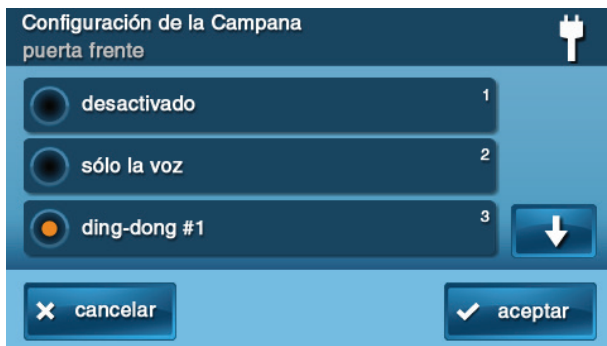 Configuración de la Campana
puerta frente
desactivado 1
sólo la voz 2
ding-dong #1 3
cancelar aceptar